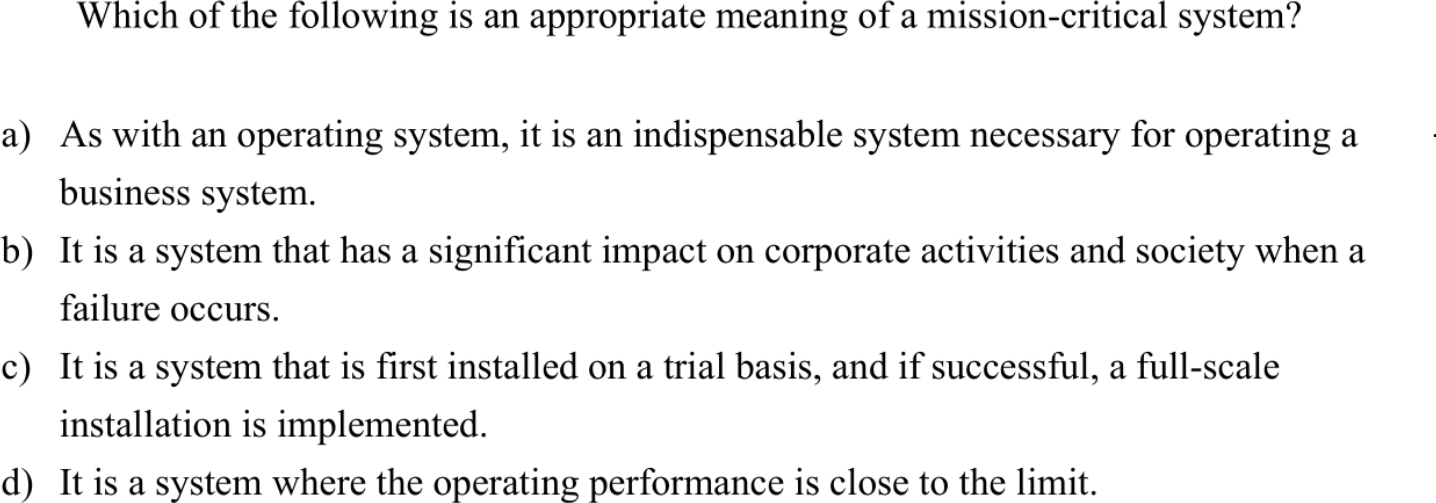 Which of the following is an appropriate meaning of a mission-critical system?
a) As with an operating system, it is an indispensable system necessary for operating a
business system.
b) It is a system that has a significant impact on corporate activities and society when a
failure occurs.
c) It is a system that is first installed on a trial basis, and if successful, a full-scale
installation is implemented.
d) It is a system where the operating performance is close to the limit.